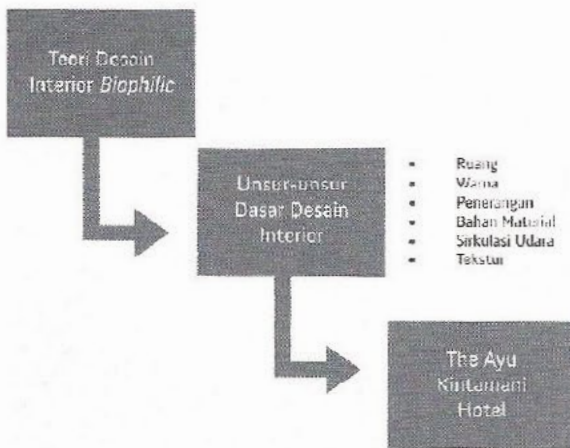 Teori Desain
Interior Biophilic
Unsur-unsur
Dasar Desain
Interior
• Ruang
• Warna
• Penerangan
• Bahan Material
• Sirkulasi Udara
• Tekstur
The Ayu
Kintamani
Hotel